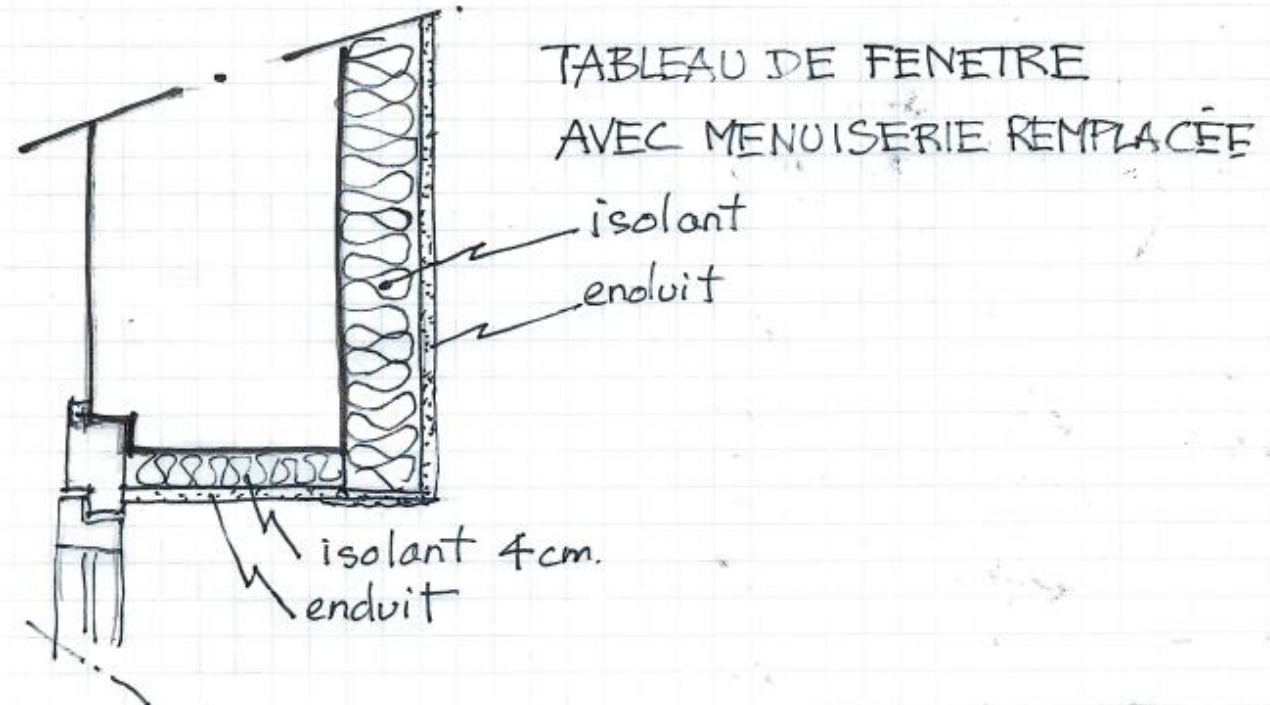 TABLEAU DE FENETRE
AVEC MENUISERIE REMPLACÉE
isolant
enduit
isolant 4cm.
enduit